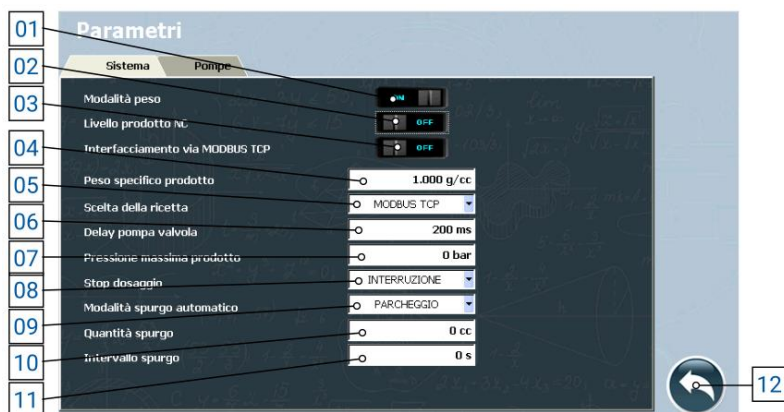 Parametri
Sistema Pompe
01
02
03
04
05
06
07
08
09
10
11
12
Modalità peso ON
Livello prodotto NC OFF
Interfacciamento via MODBUS TCP OFF
Peso specifico prodotto 1.000 g/cc
Scelta della ricetta MODBUS TCP
Delay pompa valvola 200 ms
Pressione massima prodotto 0 bar
Stop dosaggio INTERRUZIONE
Modalità spurgo automatico PARCHEGGIO
Quantità spurgo 0 cc
Intervallo spurgo 0 s